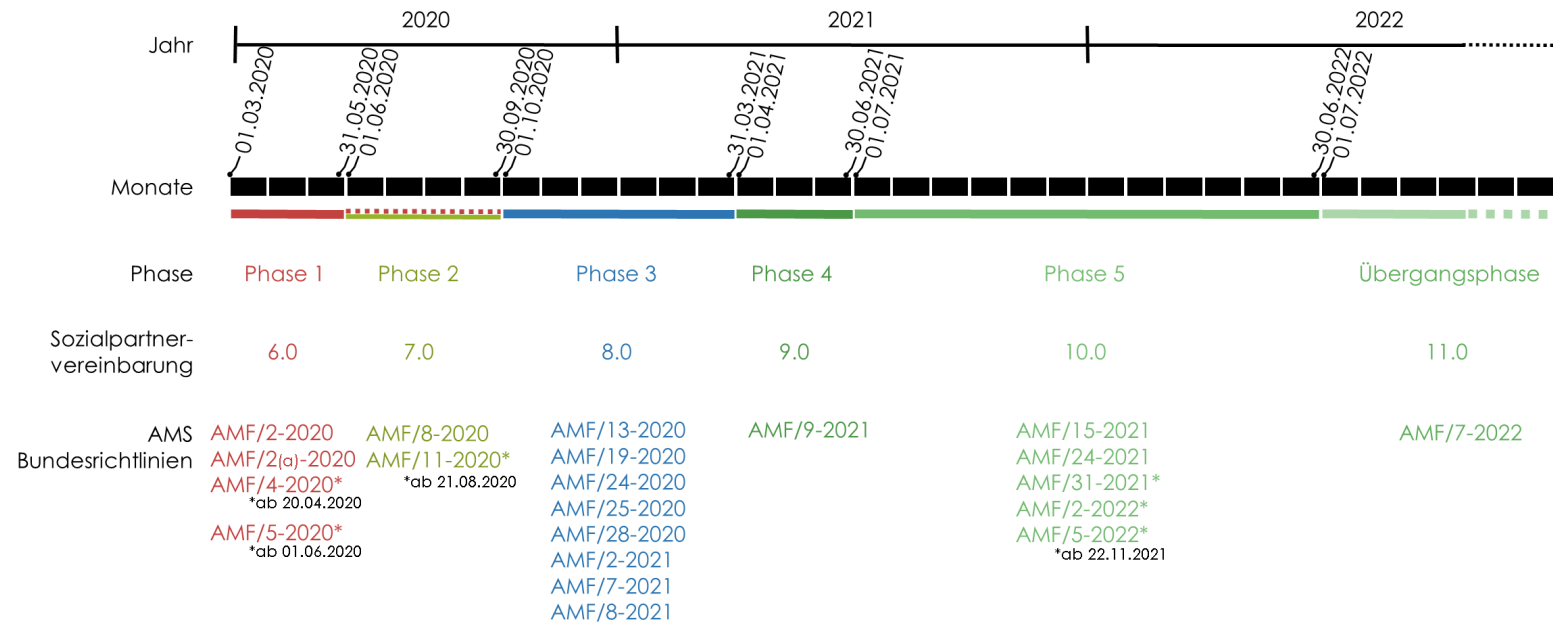 2020 2021 2022
Jahr
01.03.2020 31.05.2020 01.06.2020 30.09.2020 01.10.2020 31.03.2021 01.04.2021 30.06.2021 01.07.2021 30.06.2022 01.07.2022
Monate
Phase Phase 1 Phase 2 Phase 3 Phase 4 Phase 5 Übergangsphase
Sozialpartner-
vereinbarung
6.0 7.0 8.0 9.0 10.0 11.0
AMS
Bundesrichtlinien
AMF/2-2020
AMF/2(a)-2020
AMF/4-2020*
*ab 20.04.2020
AMF/5-2020*
*ab 01.06.2020
AMF/8-2020
AMF/11-2020*
*ab 21.08.2020
AMF/13-2020
AMF/19-2020
AMF/24-2020
AMF/25-2020
AMF/28-2020
AMF/2-2021
AMF/7-2021
AMF/8-2021
AMF/9-2021
AMF/15-2021
AMF/24-2021
AMF/31-2021*
AMF/2-2022*
AMF/5-2022*
*ab 22.11.2021
AMF/7-2022